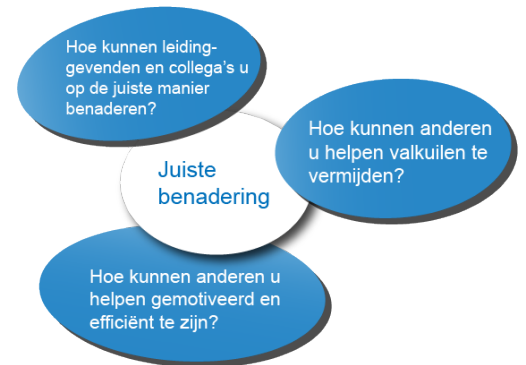 Hoe kunnen leiding-
gevenden en collega's u
op de juiste manier
benaderen?
Hoe kunnen anderen
u helpen valkuilen te
vermijden?
Juiste
benadering
Hoe kunnen anderen u
helpen gemotiveerd en
efficiënt te zijn?